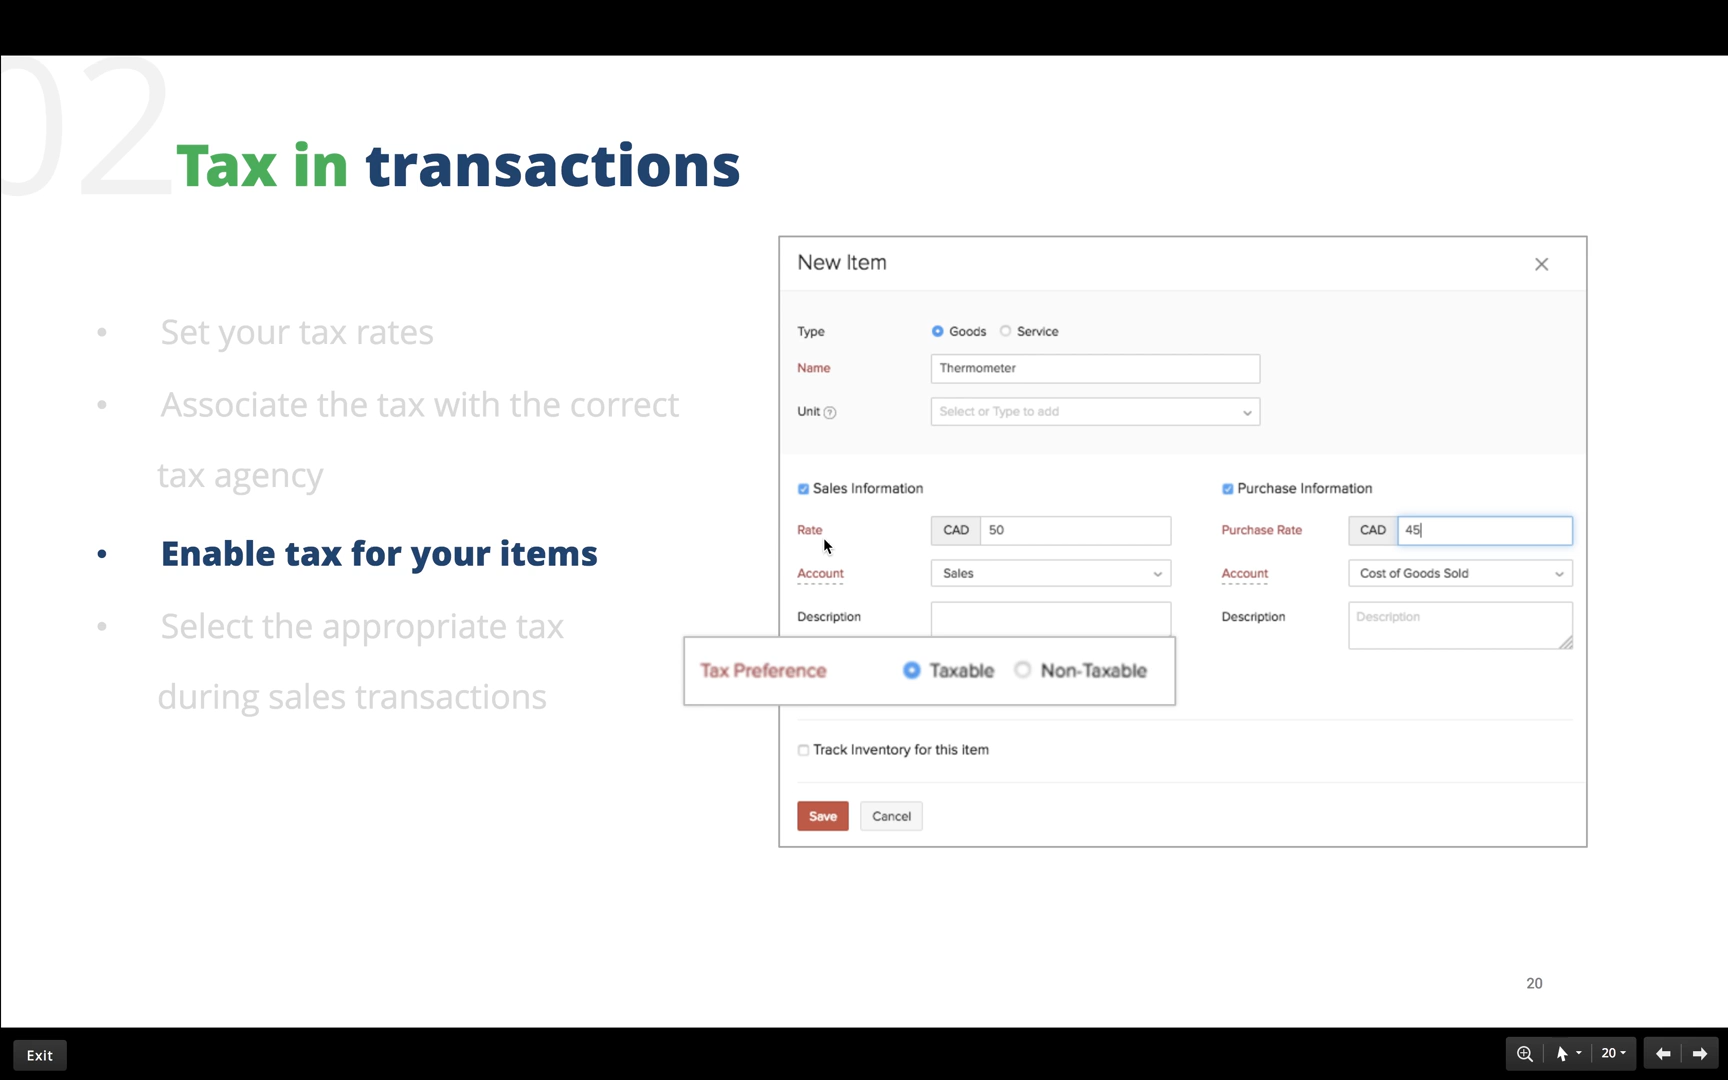 02
Tax in transactions
• Set your tax rates
• Associate the tax with the correct
tax agency
• Enable tax for your items
• Select the appropriate tax
during sales transactions
New Item
Type Goods Service
Name Thermometer
Unit ? Select or Type to add
Sales Information
Rate CAD 50
Account Sales
Description
Purchase Information
Purchase Rate CAD 45
Account Cost of Goods Sold
Description Description
Tax Preference Taxable Non-Taxable
Track Inventory for this item
Save Cancel
20
Exit
20